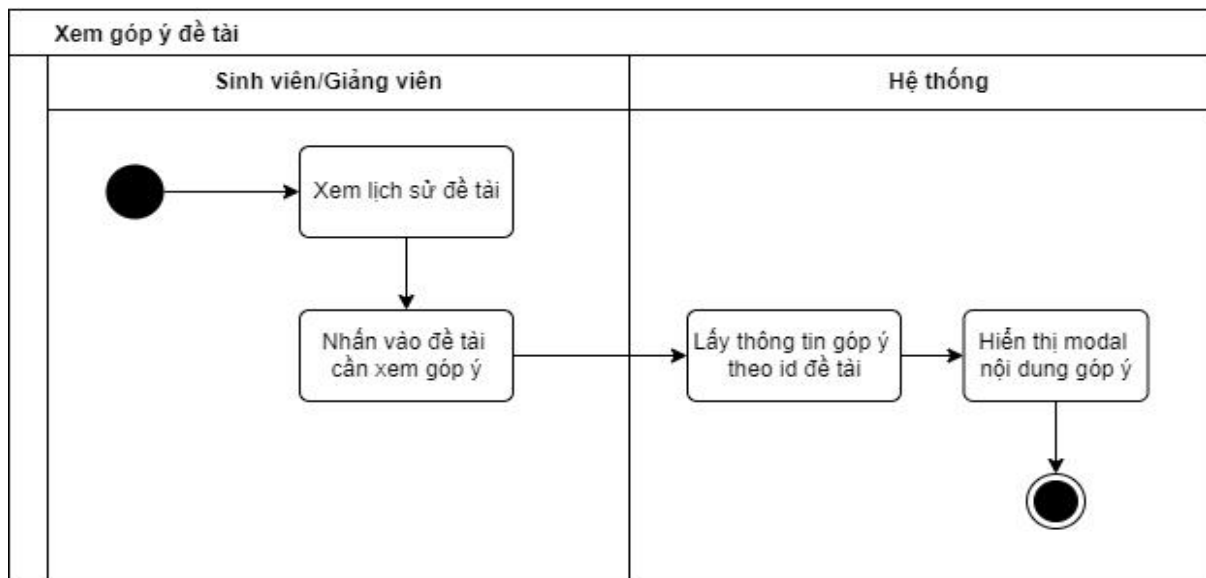 Xem góp ý đề tài
Sinh viên/Giảng viên
Hệ thống
Xem lịch sử đề tài
Nhấn vào đề tài
cần xem góp ý
Lấy thông tin góp ý
theo id đề tài
Hiển thị modal
nội dung góp ý